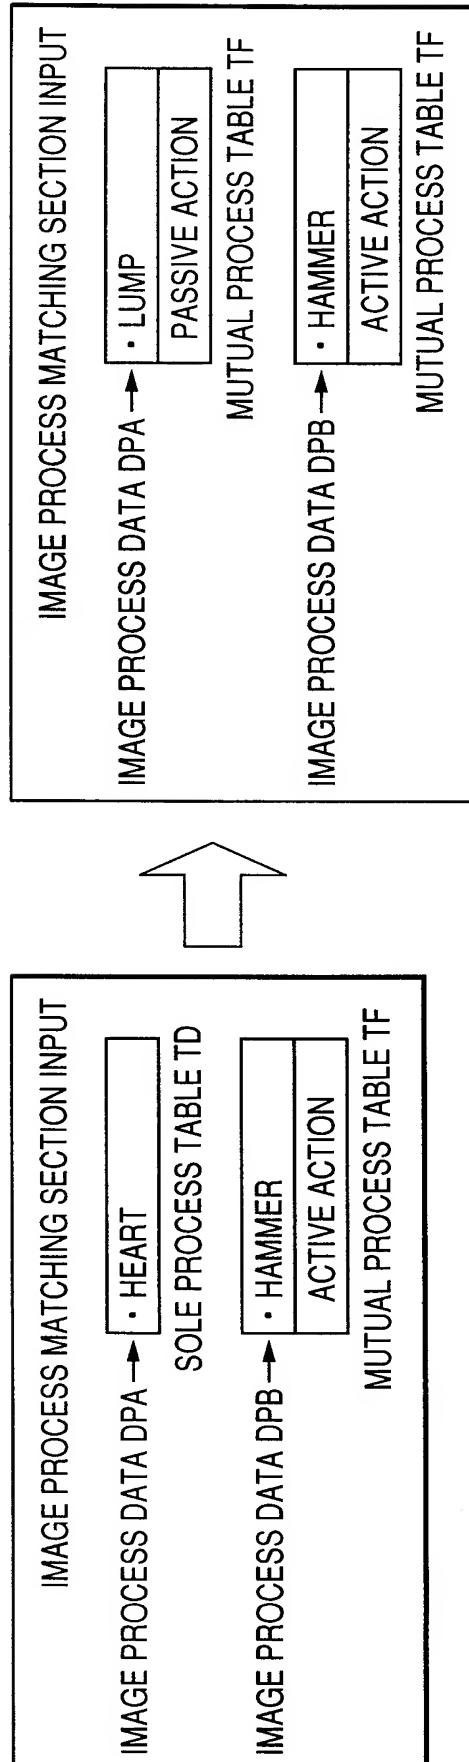 IMAGE PROCESS MATCHING SECTION INPUT
IMAGE PROCESS DATA DPA → • HEART
SOLE PROCESS TABLE TD
IMAGE PROCESS DATA DPB → • HAMMER
ACTIVE ACTION
MUTUAL PROCESS TABLE TF
IMAGE PROCESS MATCHING SECTION INPUT
IMAGE PROCESS DATA DPA → • LUMP
PASSIVE ACTION
MUTUAL PROCESS TABLE TF
IMAGE PROCESS DATA DPB → • HAMMER
ACTIVE ACTION
MUTUAL PROCESS TABLE TF